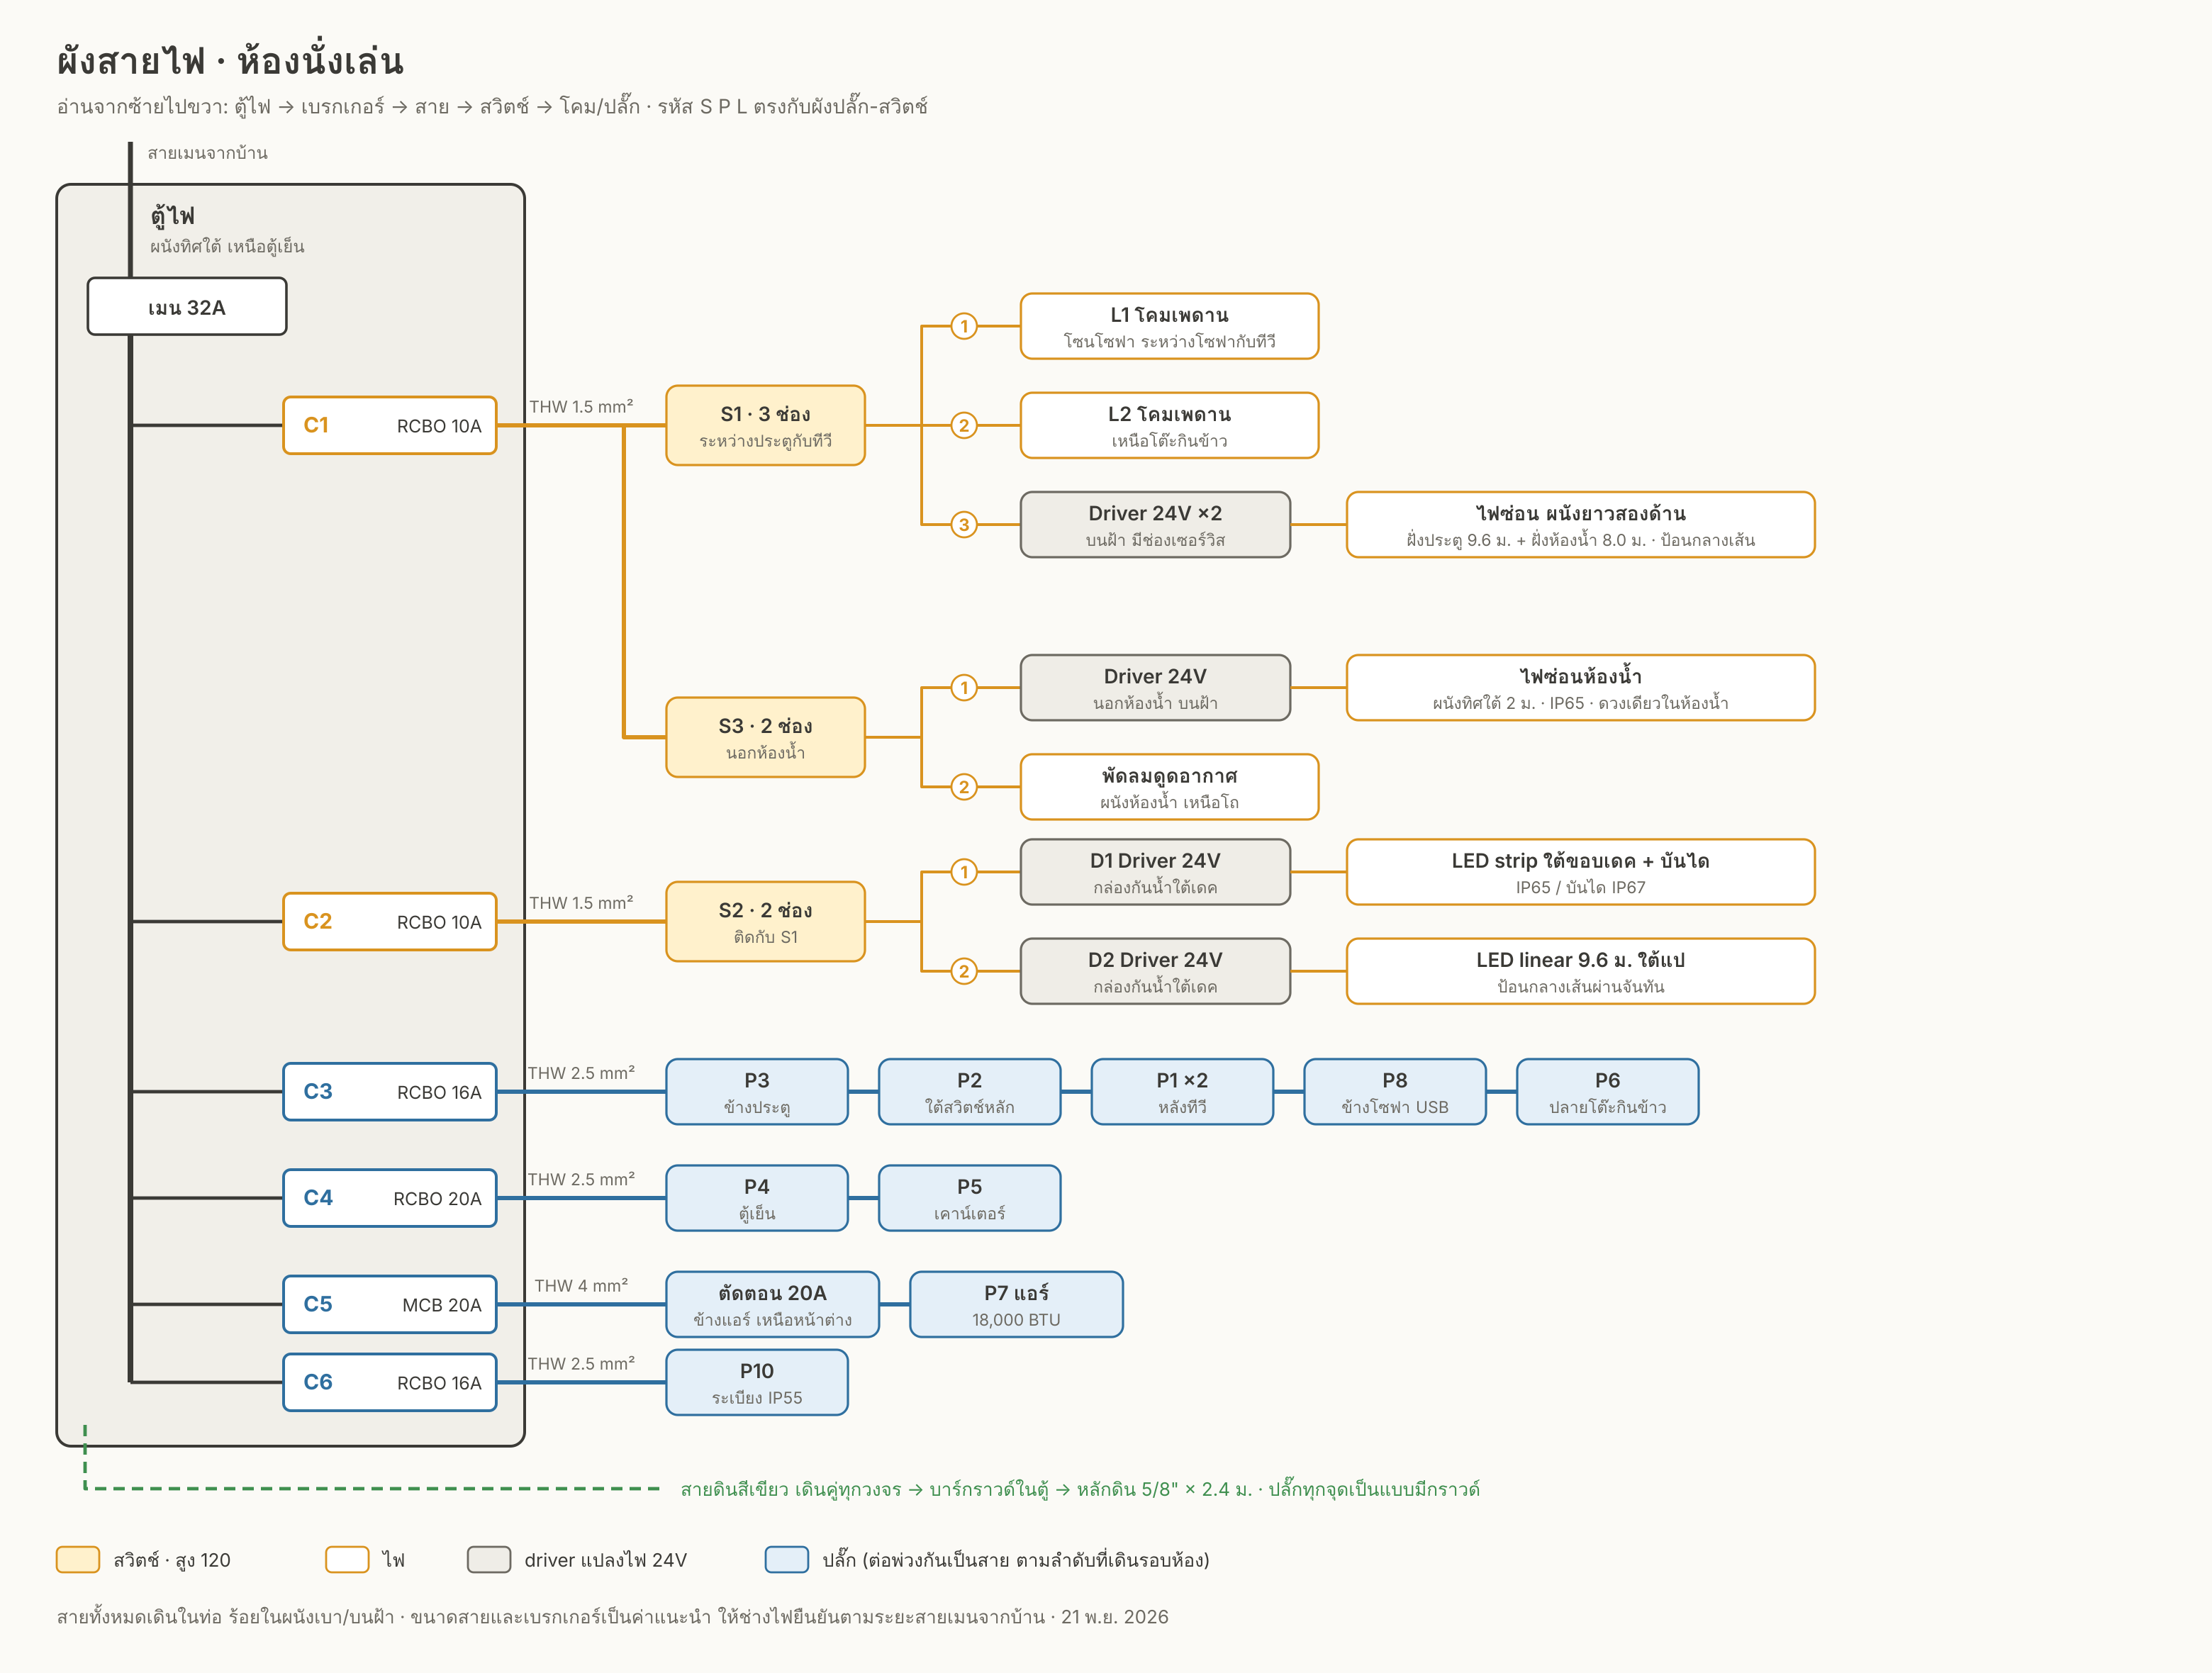 ผังสายไฟ · ห้องนั่งเล่น
อ่านจากซ้ายไปขวา: ตู้ไฟ → เบรกเกอร์ → สาย → สวิตช์ → โคม/ปลั๊ก · รหัส S P L ตรงกับผังปลั๊ก-สวิตช์
สายเมนจากบ้าน
ตู้ไฟ
ผนังทิศใต้ เหนือตู้เย็น
เมน 32A
C1 RCBO 10A
THW 1.5 mm²
S1 · 3 ช่อง
ระหว่างประตูกับทีวี
1
L1 โคมเพดาน
โซนโซฟา ระหว่างโซฟากับทีวี
2
L2 โคมเพดาน
เหนือโต๊ะกินข้าว
3
Driver 24V ×2
บนฝ้า มีช่องเซอร์วิส
ไฟซ่อน ผนังยาวสองด้าน
ฝั่งประตู 9.6 ม. + ฝั่งห้องน้ำ 8.0 ม. · ป้อนกลางเส้น
S3 · 2 ช่อง
นอกห้องน้ำ
1
Driver 24V
นอกห้องน้ำ บนฝ้า
ไฟซ่อนห้องน้ำ
ผนังทิศใต้ 2 ม. · IP65 · ดวงเดียวในห้องน้ำ
2
พัดลมดูดอากาศ
ผนังห้องน้ำ เหนือโถ
C2 RCBO 10A
THW 1.5 mm²
S2 · 2 ช่อง
ติดกับ S1
1
D1 Driver 24V
กล่องกันน้ำใต้เดค
LED strip ใต้ขอบเดค + บันได
IP65 / บันได IP67
2
D2 Driver 24V
กล่องกันน้ำใต้เดค
LED linear 9.6 ม. ใต้แป
ป้อนกลางเส้นผ่านจันทัน
C3 RCBO 16A
THW 2.5 mm²
P3
ข้างประตู
P2
ใต้สวิตช์หลัก
P1 ×2
หลังทีวี
P8
ข้างโซฟา USB
P6
ปลายโต๊ะกินข้าว
C4 RCBO 20A
THW 2.5 mm²
P4
ตู้เย็น
P5
เคาน์เตอร์
C5 MCB 20A
THW 4 mm²
ตัดตอน 20A
ข้างแอร์ เหนือหน้าต่าง
P7 แอร์
18,000 BTU
C6 RCBO 16A
THW 2.5 mm²
P10
ระเบียง IP55
สายดินสีเขียว เดินคู่ทุกวงจร → บาร์กราวด์ในตู้ → หลักดิน 5/8" × 2.4 ม. · ปลั๊กทุกจุดเป็นแบบมีกราวด์
สวิตช์ · สูง 120
ไฟ
driver แปลงไฟ 24V
ปลั๊ก (ต่อพ่วงกันเป็นสาย ตามลำดับที่เดินรอบห้อง)
สายทั้งหมดเดินในท่อ ร้อยในผนังเบา/บนฝ้า · ขนาดสายและเบรกเกอร์เป็นค่าแนะนำ ให้ช่างไฟยืนยันตามระยะสายเมนจากบ้าน · 21 พ.ย. 2026